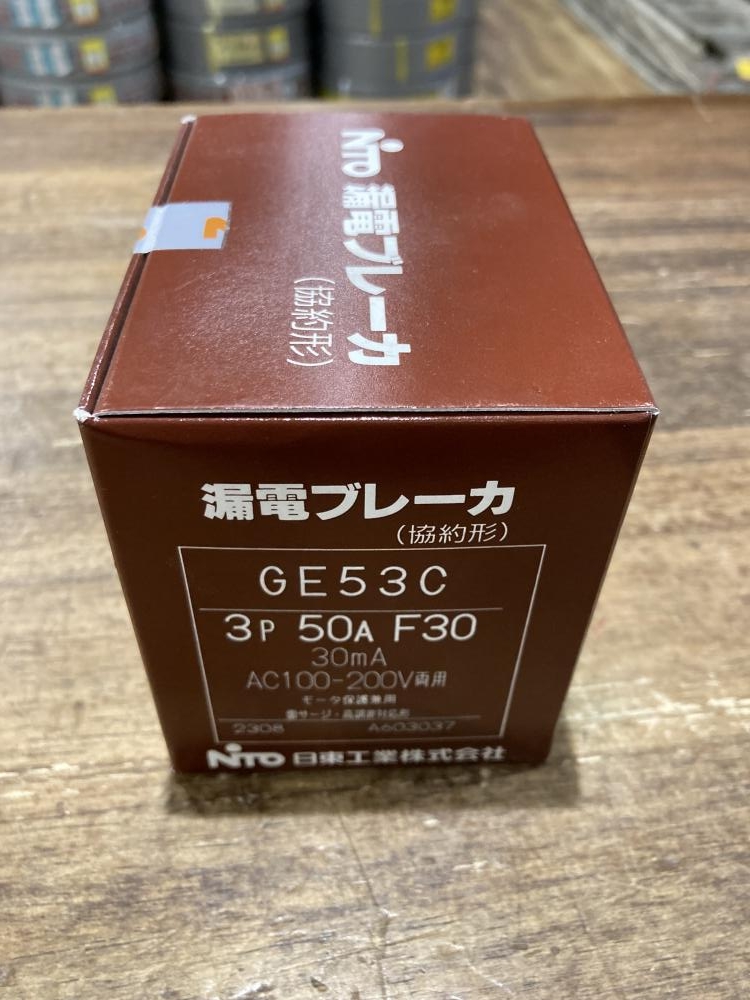 NITO 漏電ブレーカ
(協約形)
漏電ブレーカ
(協約形)
GE53C
3P 50A F30
30mA
AC100-200V両用
モータ保護兼用
雷サージ・高調波対応形
2308 A603037
NITO 日東工業株式会社